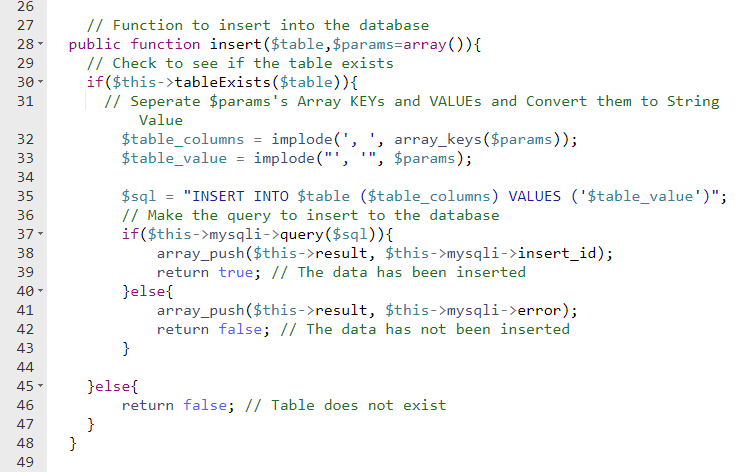 26
27 // Function to insert into the database
28 public function insert($table,$params=array()){
29 // Check to see if the table exists
30 if($this->tableExists($table)){
31 // Seperate $params's Array KEYs and VALUEs and Convert them to String
Value
32 $table_columns = implode(', ', array_keys($params));
33 $table_value = implode("', '", $params);
34
35 $sql = "INSERT INTO $table ($table_columns) VALUES ('$table_value')";
36 // Make the query to insert to the database
37 if($this->mysqli->query($sql)){
38 array_push($this->result, $this->mysqli->insert_id);
39 return true; // The data has been inserted
40 }else{
41 array_push($this->result, $this->mysqli->error);
42 return false; // The data has not been inserted
43 }
44
45 }else{
46 return false; // Table does not exist
47 }
48 }
49